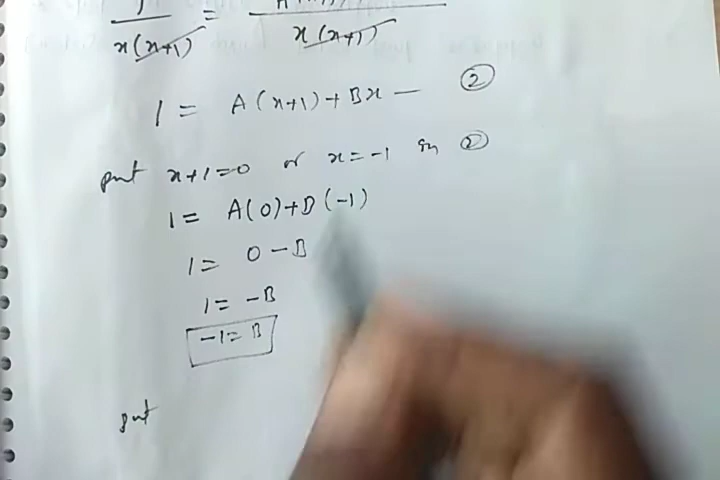 x(x+1) = x(x+1)
1 = A(x+1)+Bx — ②
put x+1=0 or x=-1 in ②
1= A(0)+B(-1)
1= 0-B
1= -B
-1=B
put